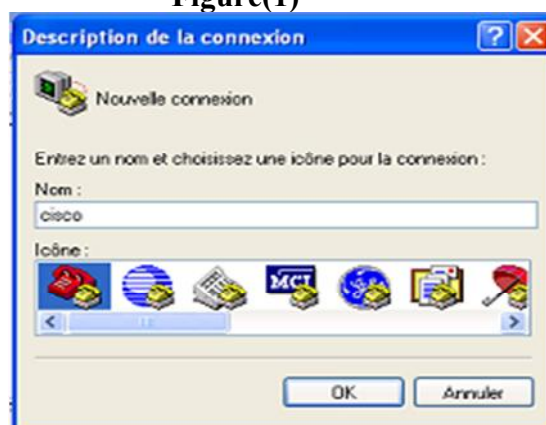 Figure(1)
Description de la connexion
Nouvelle connexion
Entrez un nom et choisissez une icône pour la connexion :
Nom :
cisco
Icône :
MCI
OK
Annuler